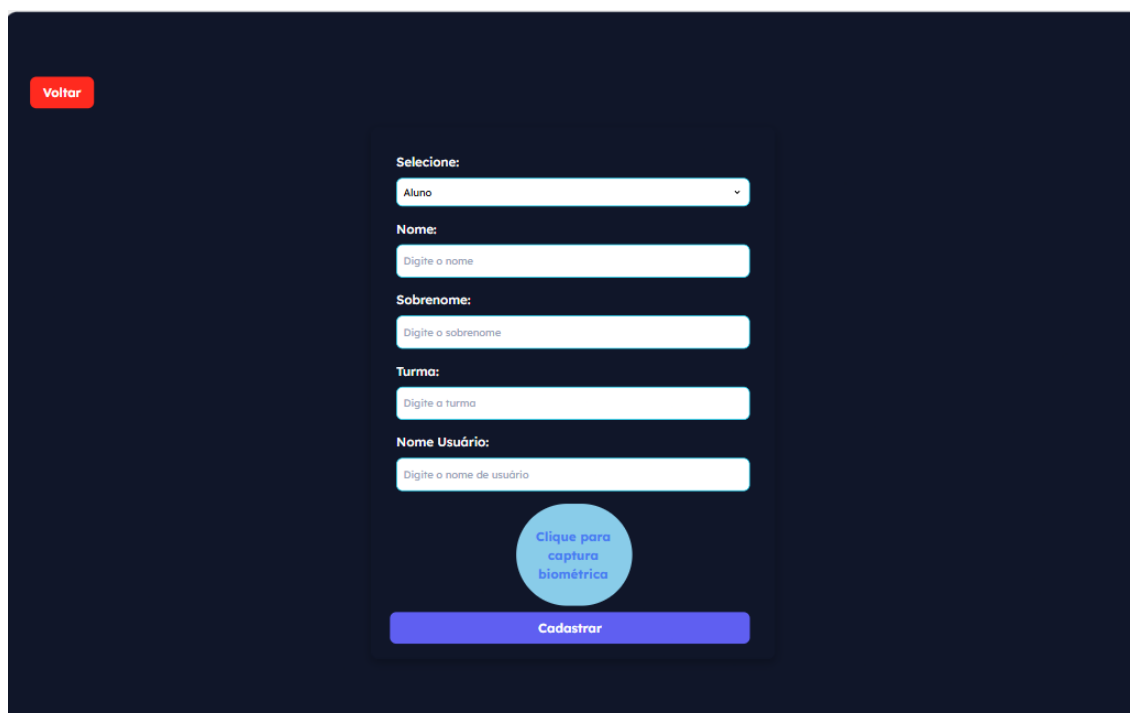 Voltar
Selecione:
Aluno
Nome:
Digite o nome
Sobrenome:
Digite o sobrenome
Turma:
Digite a turma
Nome Usuário:
Digite o nome de usuário
Clique para
captura
biométrica
Cadastrar